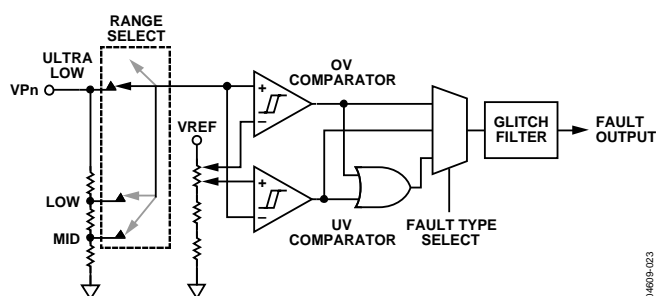 RANGE
SELECT
ULTRA
LOW
VPn
OV
COMPARATOR
+
−
VREF
GLITCH
FILTER
FAULT
OUTPUT
+
−
LOW
MID
UV
COMPARATOR
FAULT TYPE
SELECT
04609-023